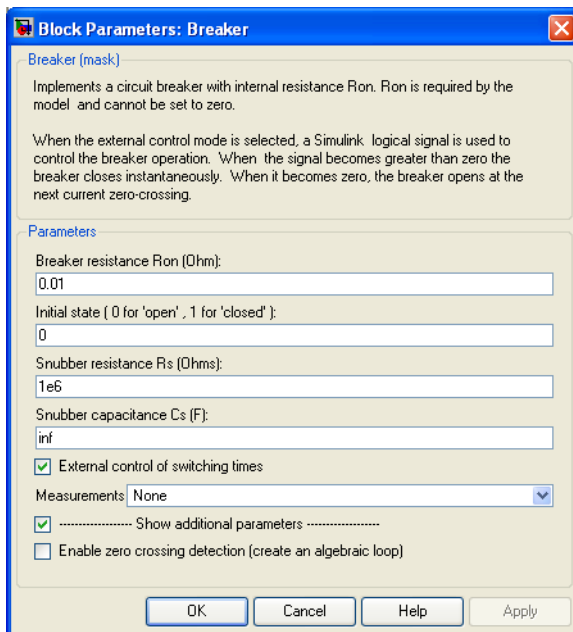 Block Parameters: Breaker
Breaker (mask)
Implements a circuit breaker with internal resistance Ron. Ron is required by the
model and cannot be set to zero.
When the external control mode is selected, a Simulink logical signal is used to
control the breaker operation. When the signal becomes greater than zero the
breaker closes instantaneously. When it becomes zero, the breaker opens at the
next current zero-crossing.
Parameters
Breaker resistance Ron (Ohm):
0.01
Initial state ( 0 for 'open' , 1 for 'closed' ):
0
Snubber resistance Rs (Ohms):
1e6
Snubber capacitance Cs (F):
inf
External control of switching times
Measurements None
------------------ Show additional parameters ------------------
Enable zero crossing detection (create an algebraic loop)
OK Cancel Help Apply